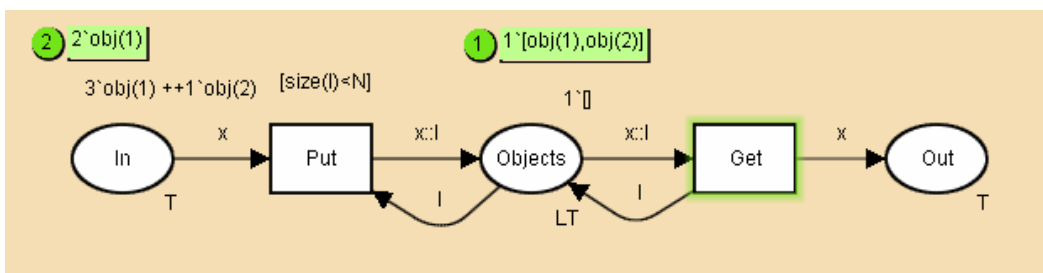 2 2`obj(1)
1 1`[obj(1),obj(2)]
3`obj(1) ++1`obj(2)
[size(l)<N]
1`[]
In
x
Put
x::l
Objects
x::l
Get
x
Out
T
l
LT
l
T